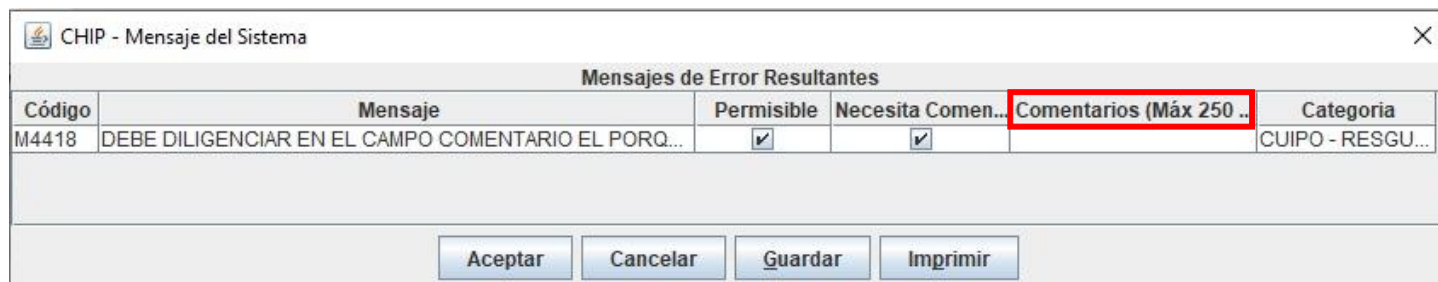 CHIP - Mensaje del Sistema
Mensajes de Error Resultantes
Código Mensaje Permisible Necesita Comen... Comentarios (Máx 250 .. Categoria
M4418 DEBE DILIGENCIAR EN EL CAMPO COMENTARIO EL PORQ... CUIPO - RESGU...
Aceptar Cancelar Guardar Imprimir